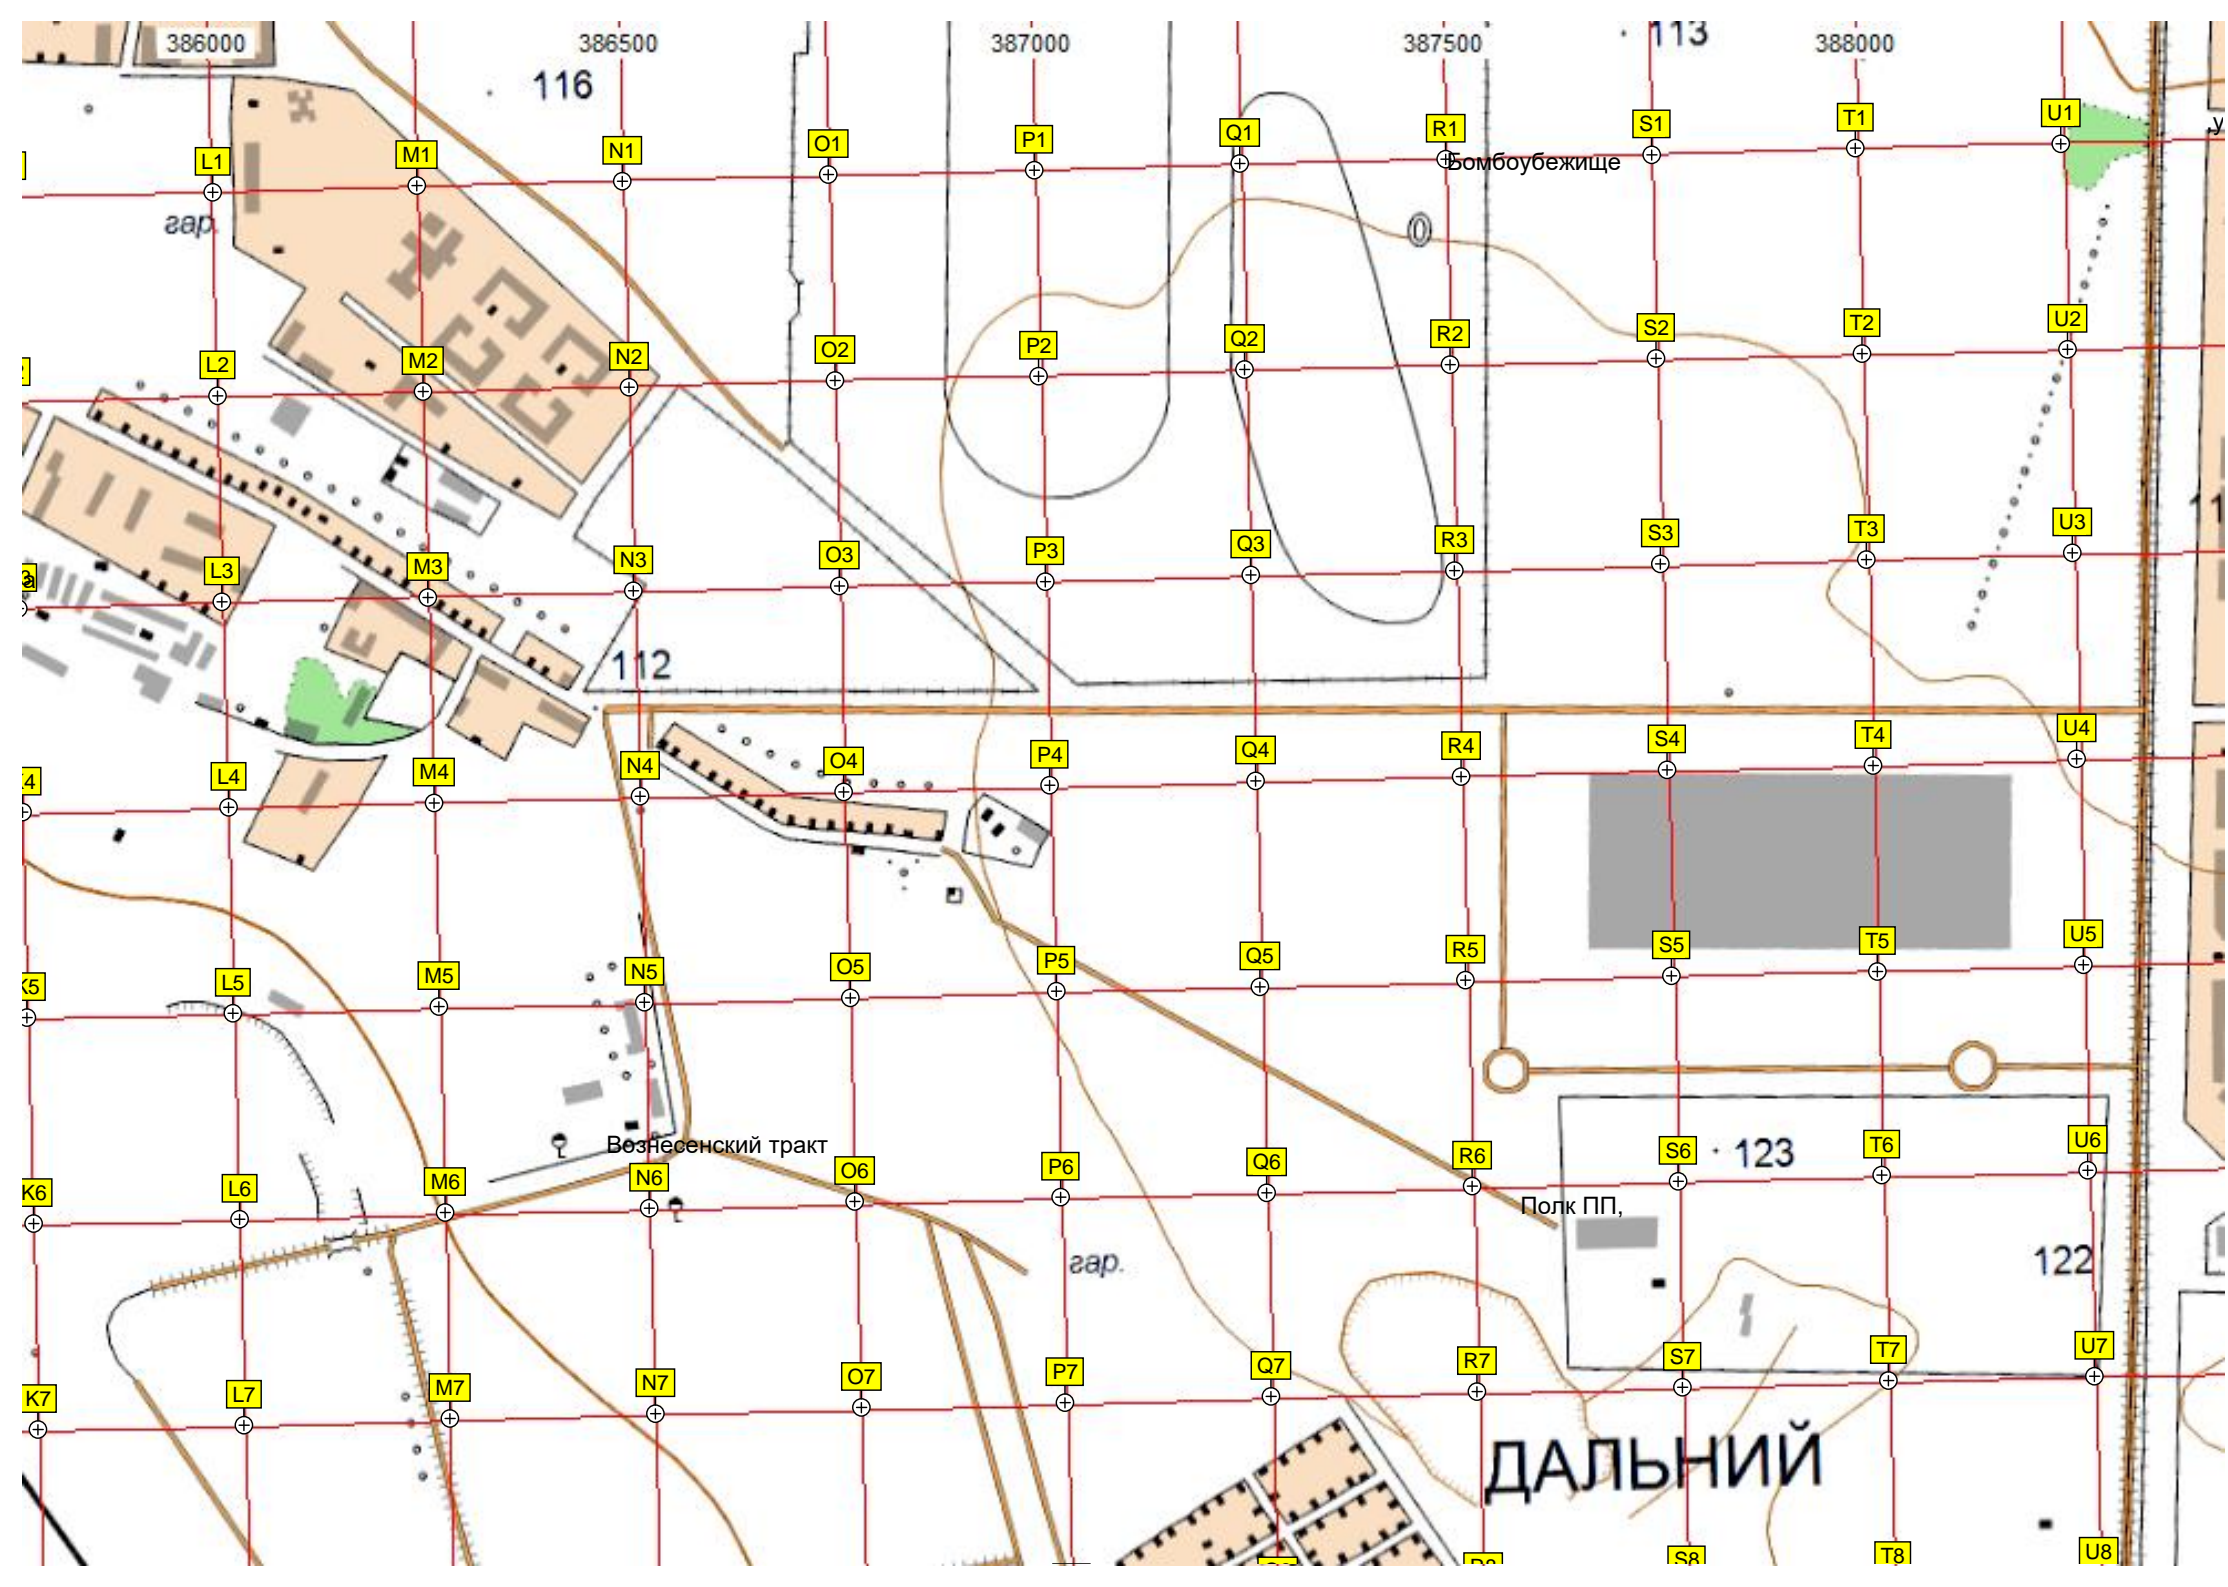 386000 386500 387000 387500 388000
113
116
L1 M1 N1 O1 P1 Q1 R1 S1 T1 U1
Бомбоубежище
гар.
0
L2 M2 N2 O2 P2 Q2 R2 S2 T2 U2
L3 M3 N3 O3 P3 Q3 R3 S3 T3 U3
112
L4 M4 N4 O4 P4 Q4 R4 S4 T4 U4
L5 M5 N5 O5 P5 Q5 R5 S5 T5 U5
Вознесенский тракт
123
K6 L6 M6 N6 O6 P6 Q6 R6 S6 T6 U6
Полк ПП,
гар.
122
K7 L7 M7 N7 O7 P7 Q7 R7 S7 T7 U7
ДАЛЬНИЙ
S8 T8 U8